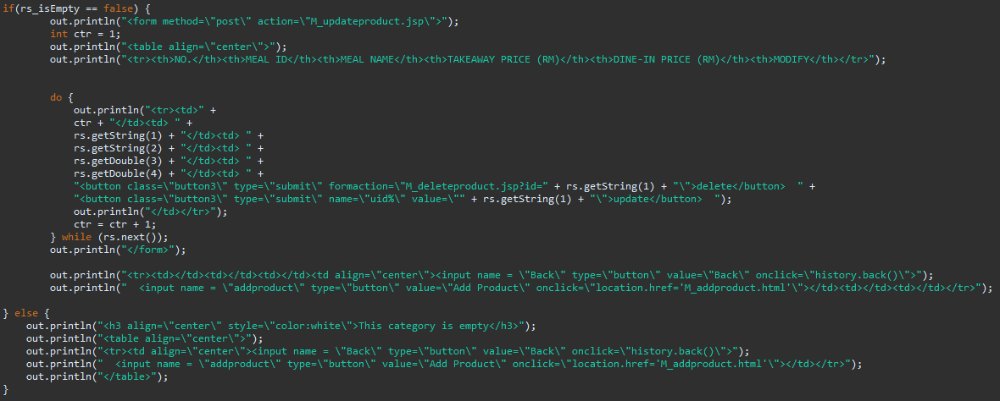 if(rs_isEmpty == false) {
out.println("<form method=\"post\" action=\"M_updateproduct.jsp\">");
int ctr = 1;
out.println("<table align=\"center\">");
out.println("<tr><th>NO.</th><th>MEAL ID</th><th>MEAL NAME</th><th>TAKEAWAY PRICE (RM)</th><th>DINE-IN PRICE (RM)</th><th>MODIFY</th></tr>");
do {
out.println("<tr><td>" +
ctr + "</td><td> " +
rs.getString(1) + "</td><td> " +
rs.getString(2) + "</td><td> " +
rs.getDouble(3) + "</td><td> " +
rs.getDouble(4) + "</td><td> " +
"<button class=\"button3\" type=\"submit\" formaction=\"M_deleteproduct.jsp?id=" + rs.getString(1) + "\">delete</button>  " +
"<button class=\"button3\" type=\"submit\" name=\"uid%\" value=\"" + rs.getString(1) + "\">update</button>  ");
out.println("</td></tr>");
ctr = ctr + 1;
} while (rs.next());
out.println("</form>");
out.println("<tr><td></td><td></td><td></td><td align=\"center\"><input name = \"Back\" type=\"button\" value=\"Back\" onclick=\"history.back()\">");
out.println("  <input name = \"addproduct\" type=\"button\" value=\"Add Product\" onclick=\"location.href='M_addproduct.html'\"></td><td></td><td></td></tr>");
} else {
out.println("<h3 align=\"center\" style=\"color:white\">This category is empty</h3>");
out.println("<table align=\"center\">");
out.println("<tr><td align=\"center\"><input name = \"Back\" type=\"button\" value=\"Back\" onclick=\"history.back()\">");
out.println("  <input name = \"addproduct\" type=\"button\" value=\"Add Product\" onclick=\"location.href='M_addproduct.html'\"></td></tr>");
out.println("</table>");
}